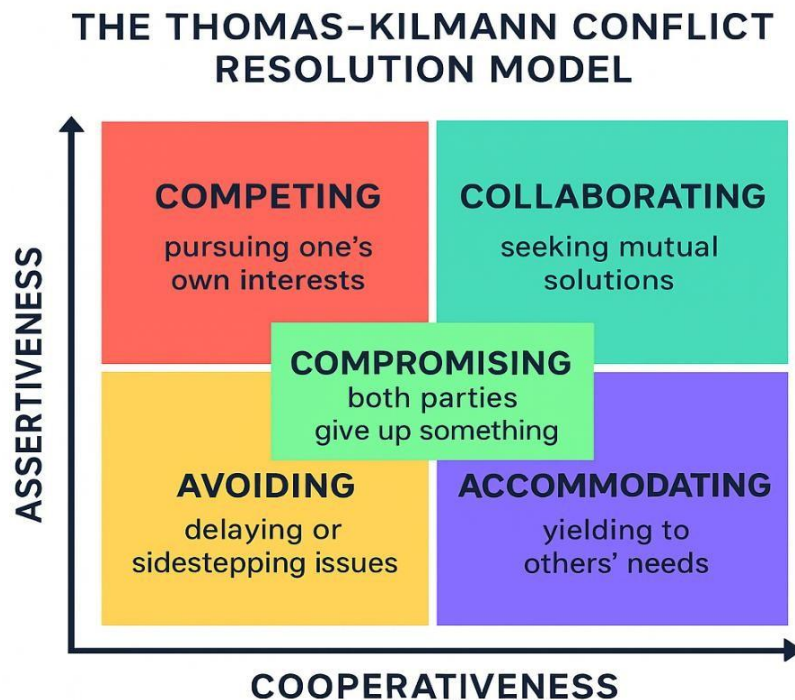 THE THOMAS–KILMANN CONFLICT
RESOLUTION MODEL
ASSERTIVENESS
COMPETING
pursuing one's
own interests
COLLABORATING
seeking mutual
solutions
COMPROMISING
both parties
give up something
AVOIDING
delaying or
sidestepping issues
ACCOMMODATING
yielding to
others' needs
COOPERATIVENESS